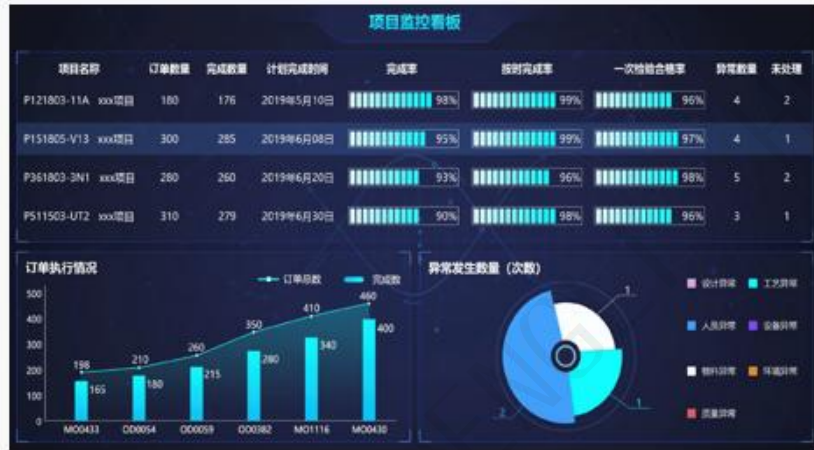 项目监控看板
项目名称 订单数量 完成数量 计划完成时间 完成率 按时完成率 一次检验合格率 异常数量 未处理
P121803-11A xxx项目 180 176 2019年5月10日 98% 99% 96% 4 2
P151805-V13 xxx项目 300 285 2019年6月08日 95% 99% 97% 4 1
P361803-3N1 xxx项目 280 260 2019年6月20日 93% 96% 98% 5 2
P511503-UT2 xxx项目 310 279 2019年6月30日 90% 98% 96% 3 1
订单执行情况
订单总数 完成数
500
400
300
200
100
0
198 210 260 350 410 460
165 180 215 280 340 400
MO0433 OD0054 OD0059 OD0382 MO1116 MO0430
异常发生数量（次数）
1
2
1
设计异常 工艺异常
人员异常 设备异常
物料异常 环境异常
质量异常